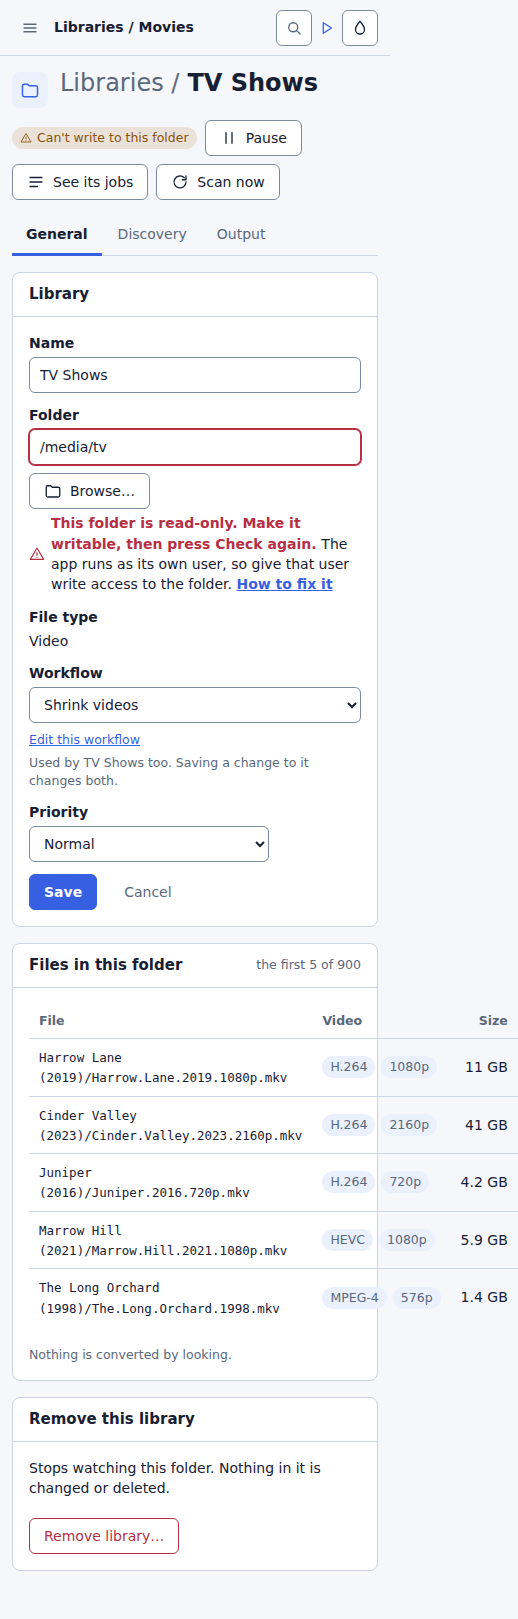 Libraries / Movies
Libraries / TV Shows
Can't write to this folder
Pause
See its jobs
Scan now
General Discovery Output
Library
Name
TV Shows
Folder
/media/tv
Browse…
This folder is read-only. Make it
writable, then press Check again. The
app runs as its own user, so give that user
write access to the folder. How to fix it
File type
Video
Workflow
Shrink videos
Edit this workflow
Used by TV Shows too. Saving a change to it
changes both.
Priority
Normal
Save Cancel
Files in this folder the first 5 of 900
File Video Size
Harrow Lane
(2019)/Harrow.Lane.2019.1080p.mkv H.264 1080p 11 GB
Cinder Valley
(2023)/Cinder.Valley.2023.2160p.mkv H.264 2160p 41 GB
Juniper
(2016)/Juniper.2016.720p.mkv H.264 720p 4.2 GB
Marrow Hill
(2021)/Marrow.Hill.2021.1080p.mkv HEVC 1080p 5.9 GB
The Long Orchard
(1998)/The.Long.Orchard.1998.mkv MPEG-4 576p 1.4 GB
Nothing is converted by looking.
Remove this library
Stops watching this folder. Nothing in it is
changed or deleted.
Remove library…